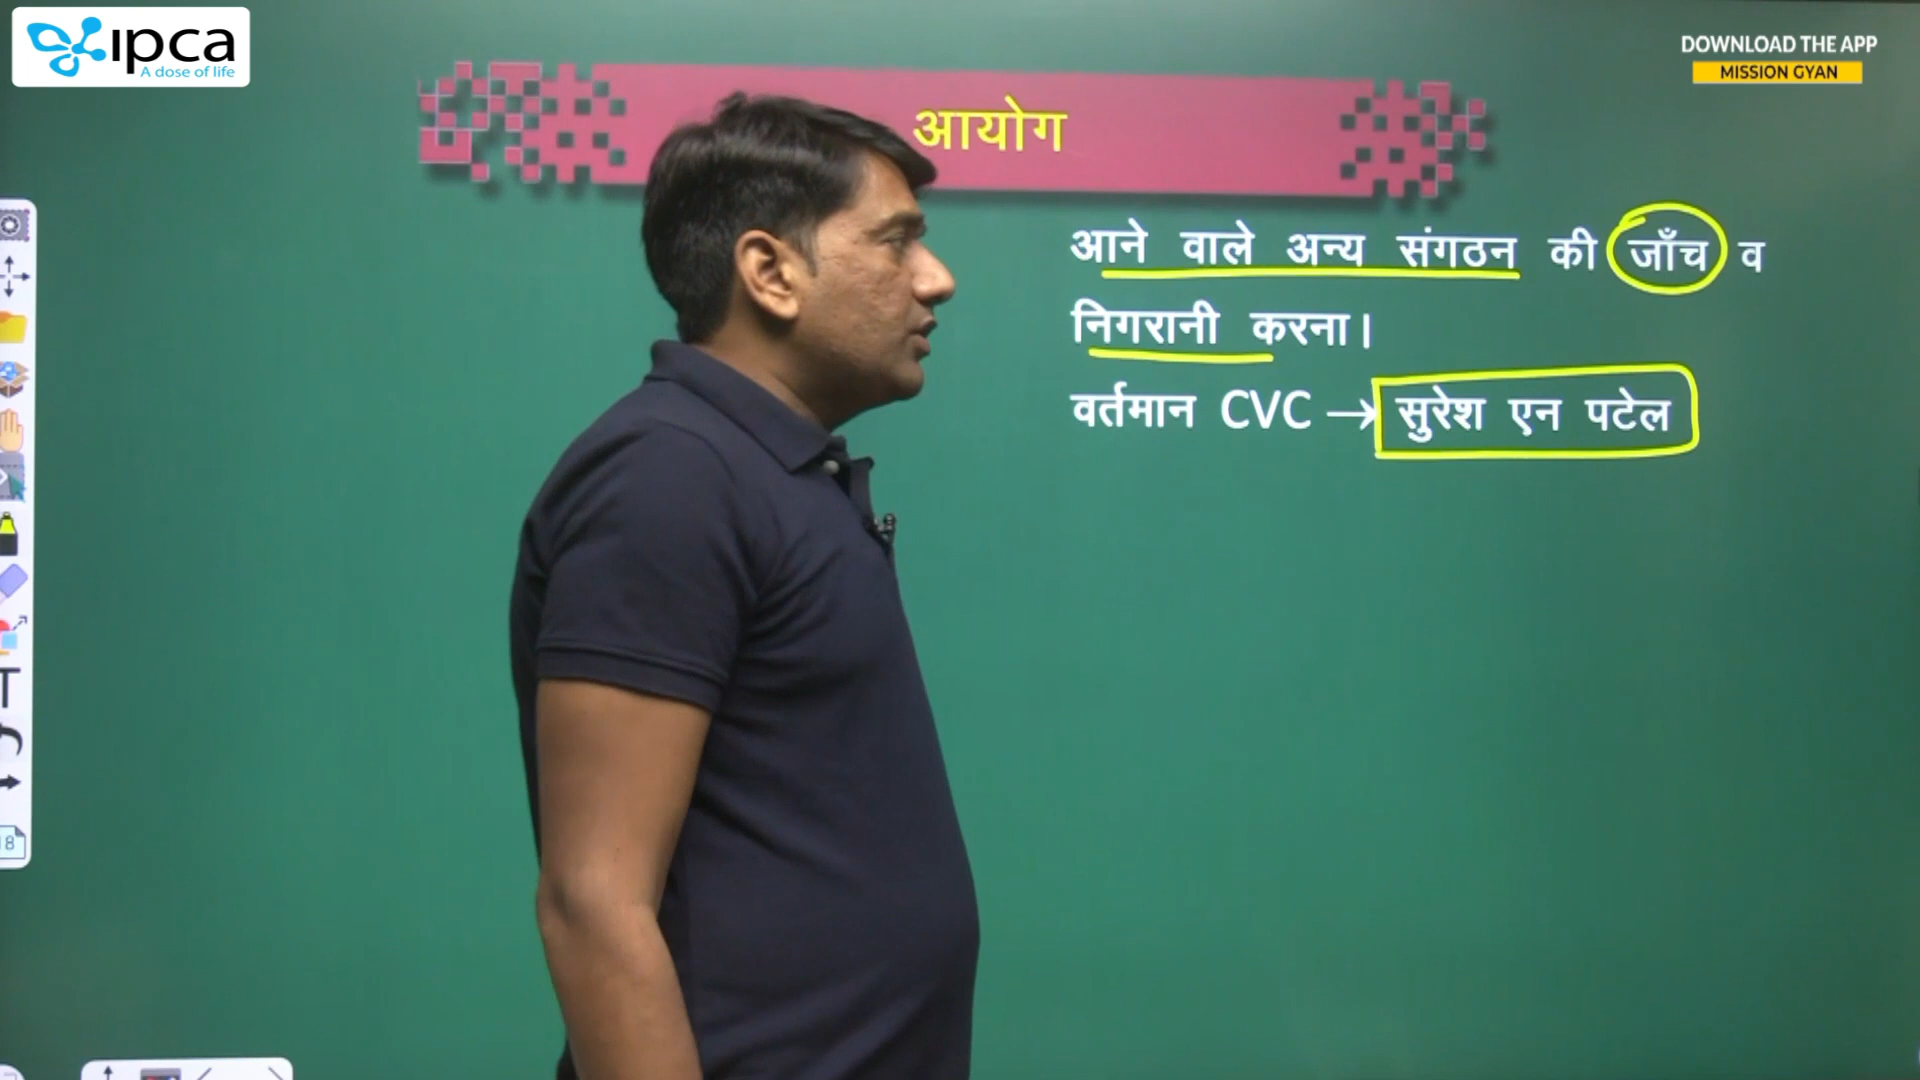 ipca
A dose of life
DOWNLOAD THE APP
MISSION GYAN
आयोग
आने वाले अन्य संगठन की जाँच व
निगरानी करना।
वर्तमान CVC → सुरेश एन पटेल
T
18